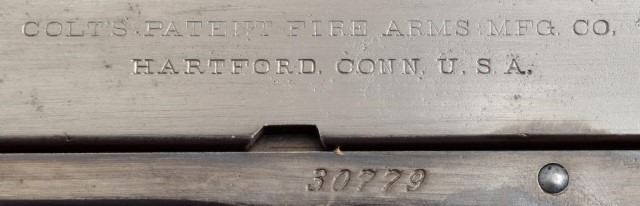 COLT'S PATENT FIRE ARMS MFG. CO.
HARTFORD. CONN. U.S.A.
30779